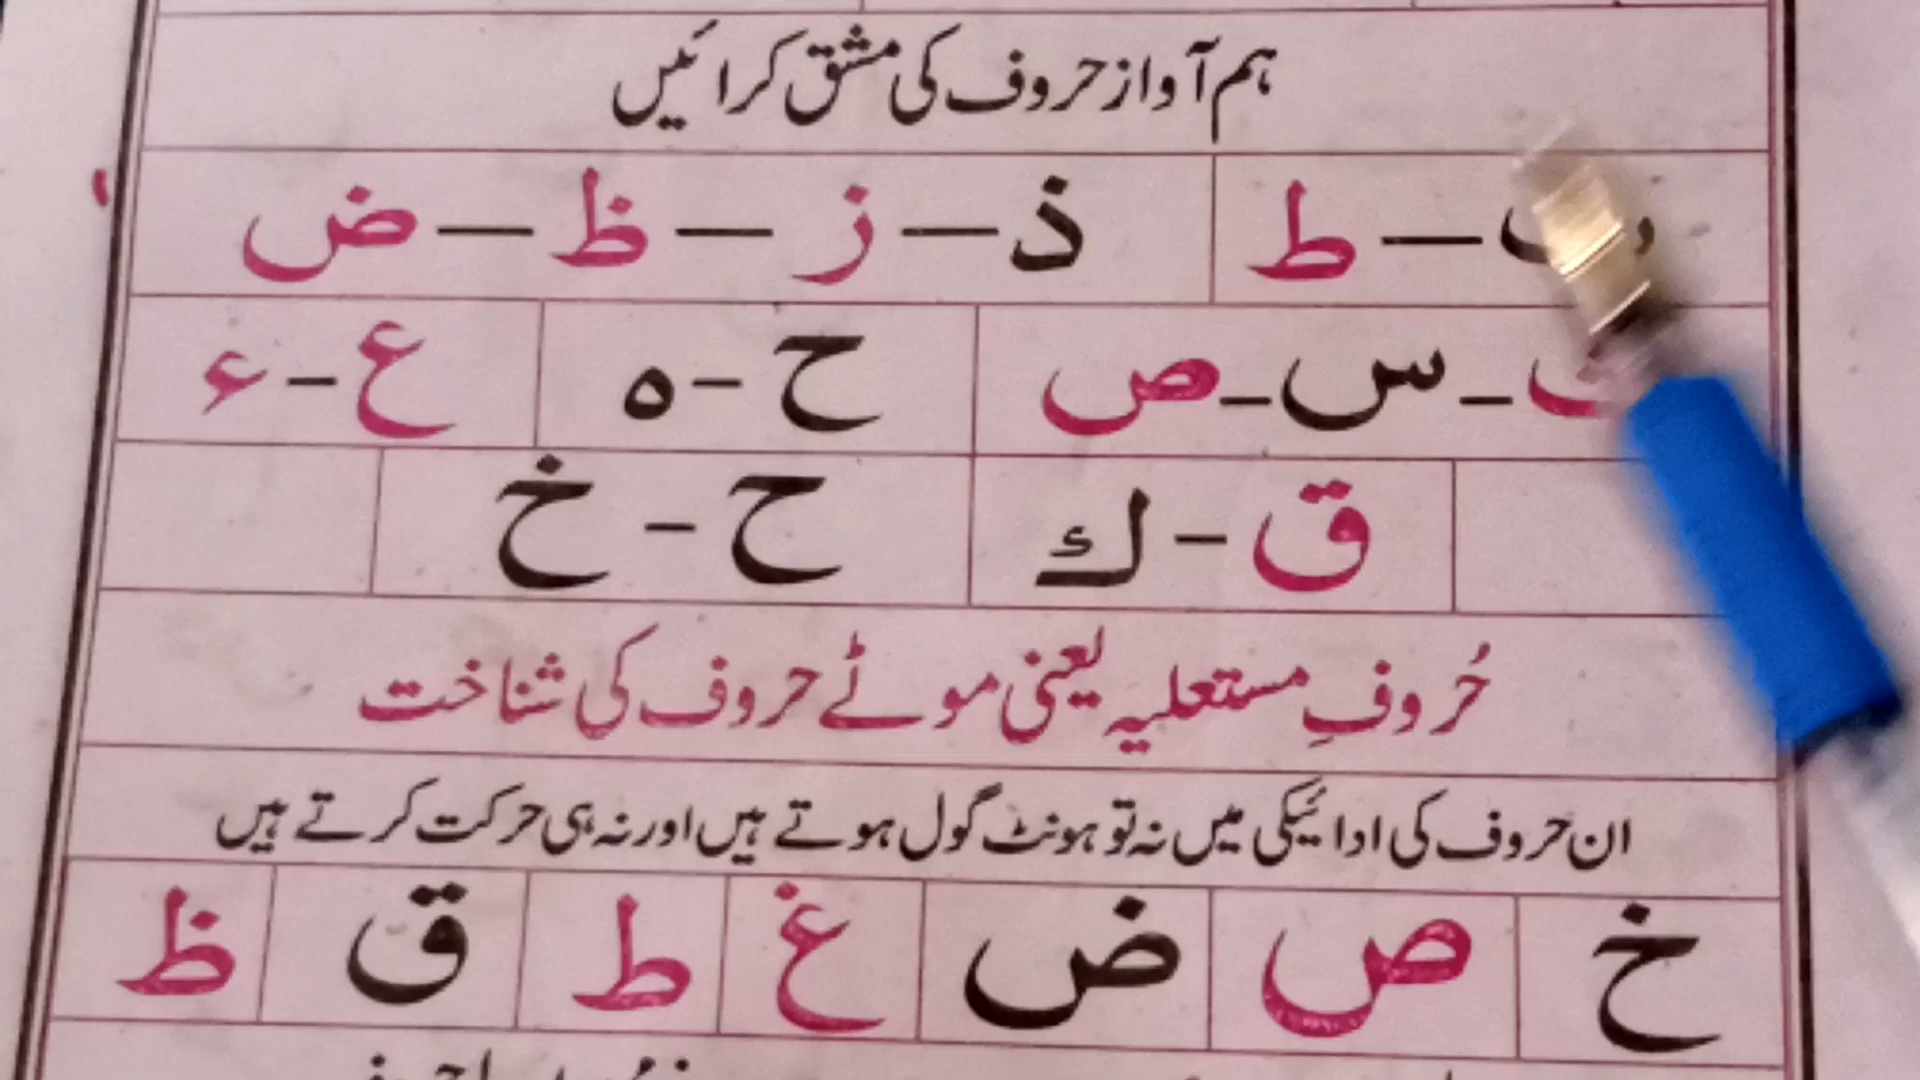 ہم آواز حروف کی مشق کرائیں
ط ذ – ز – ظ – ض
س - ص ح - ہ ع - ء
ق - ك ح - خ
حُروفِ مستعلیہ یعنی موٹے حروف کی شناخت
ان حروف کی ادائیگی میں نہ تو ہونٹ گول ہوتے ہیں اور نہ ہی حرکت کرتے ہیں
خ ص ض غ ط ق ظ